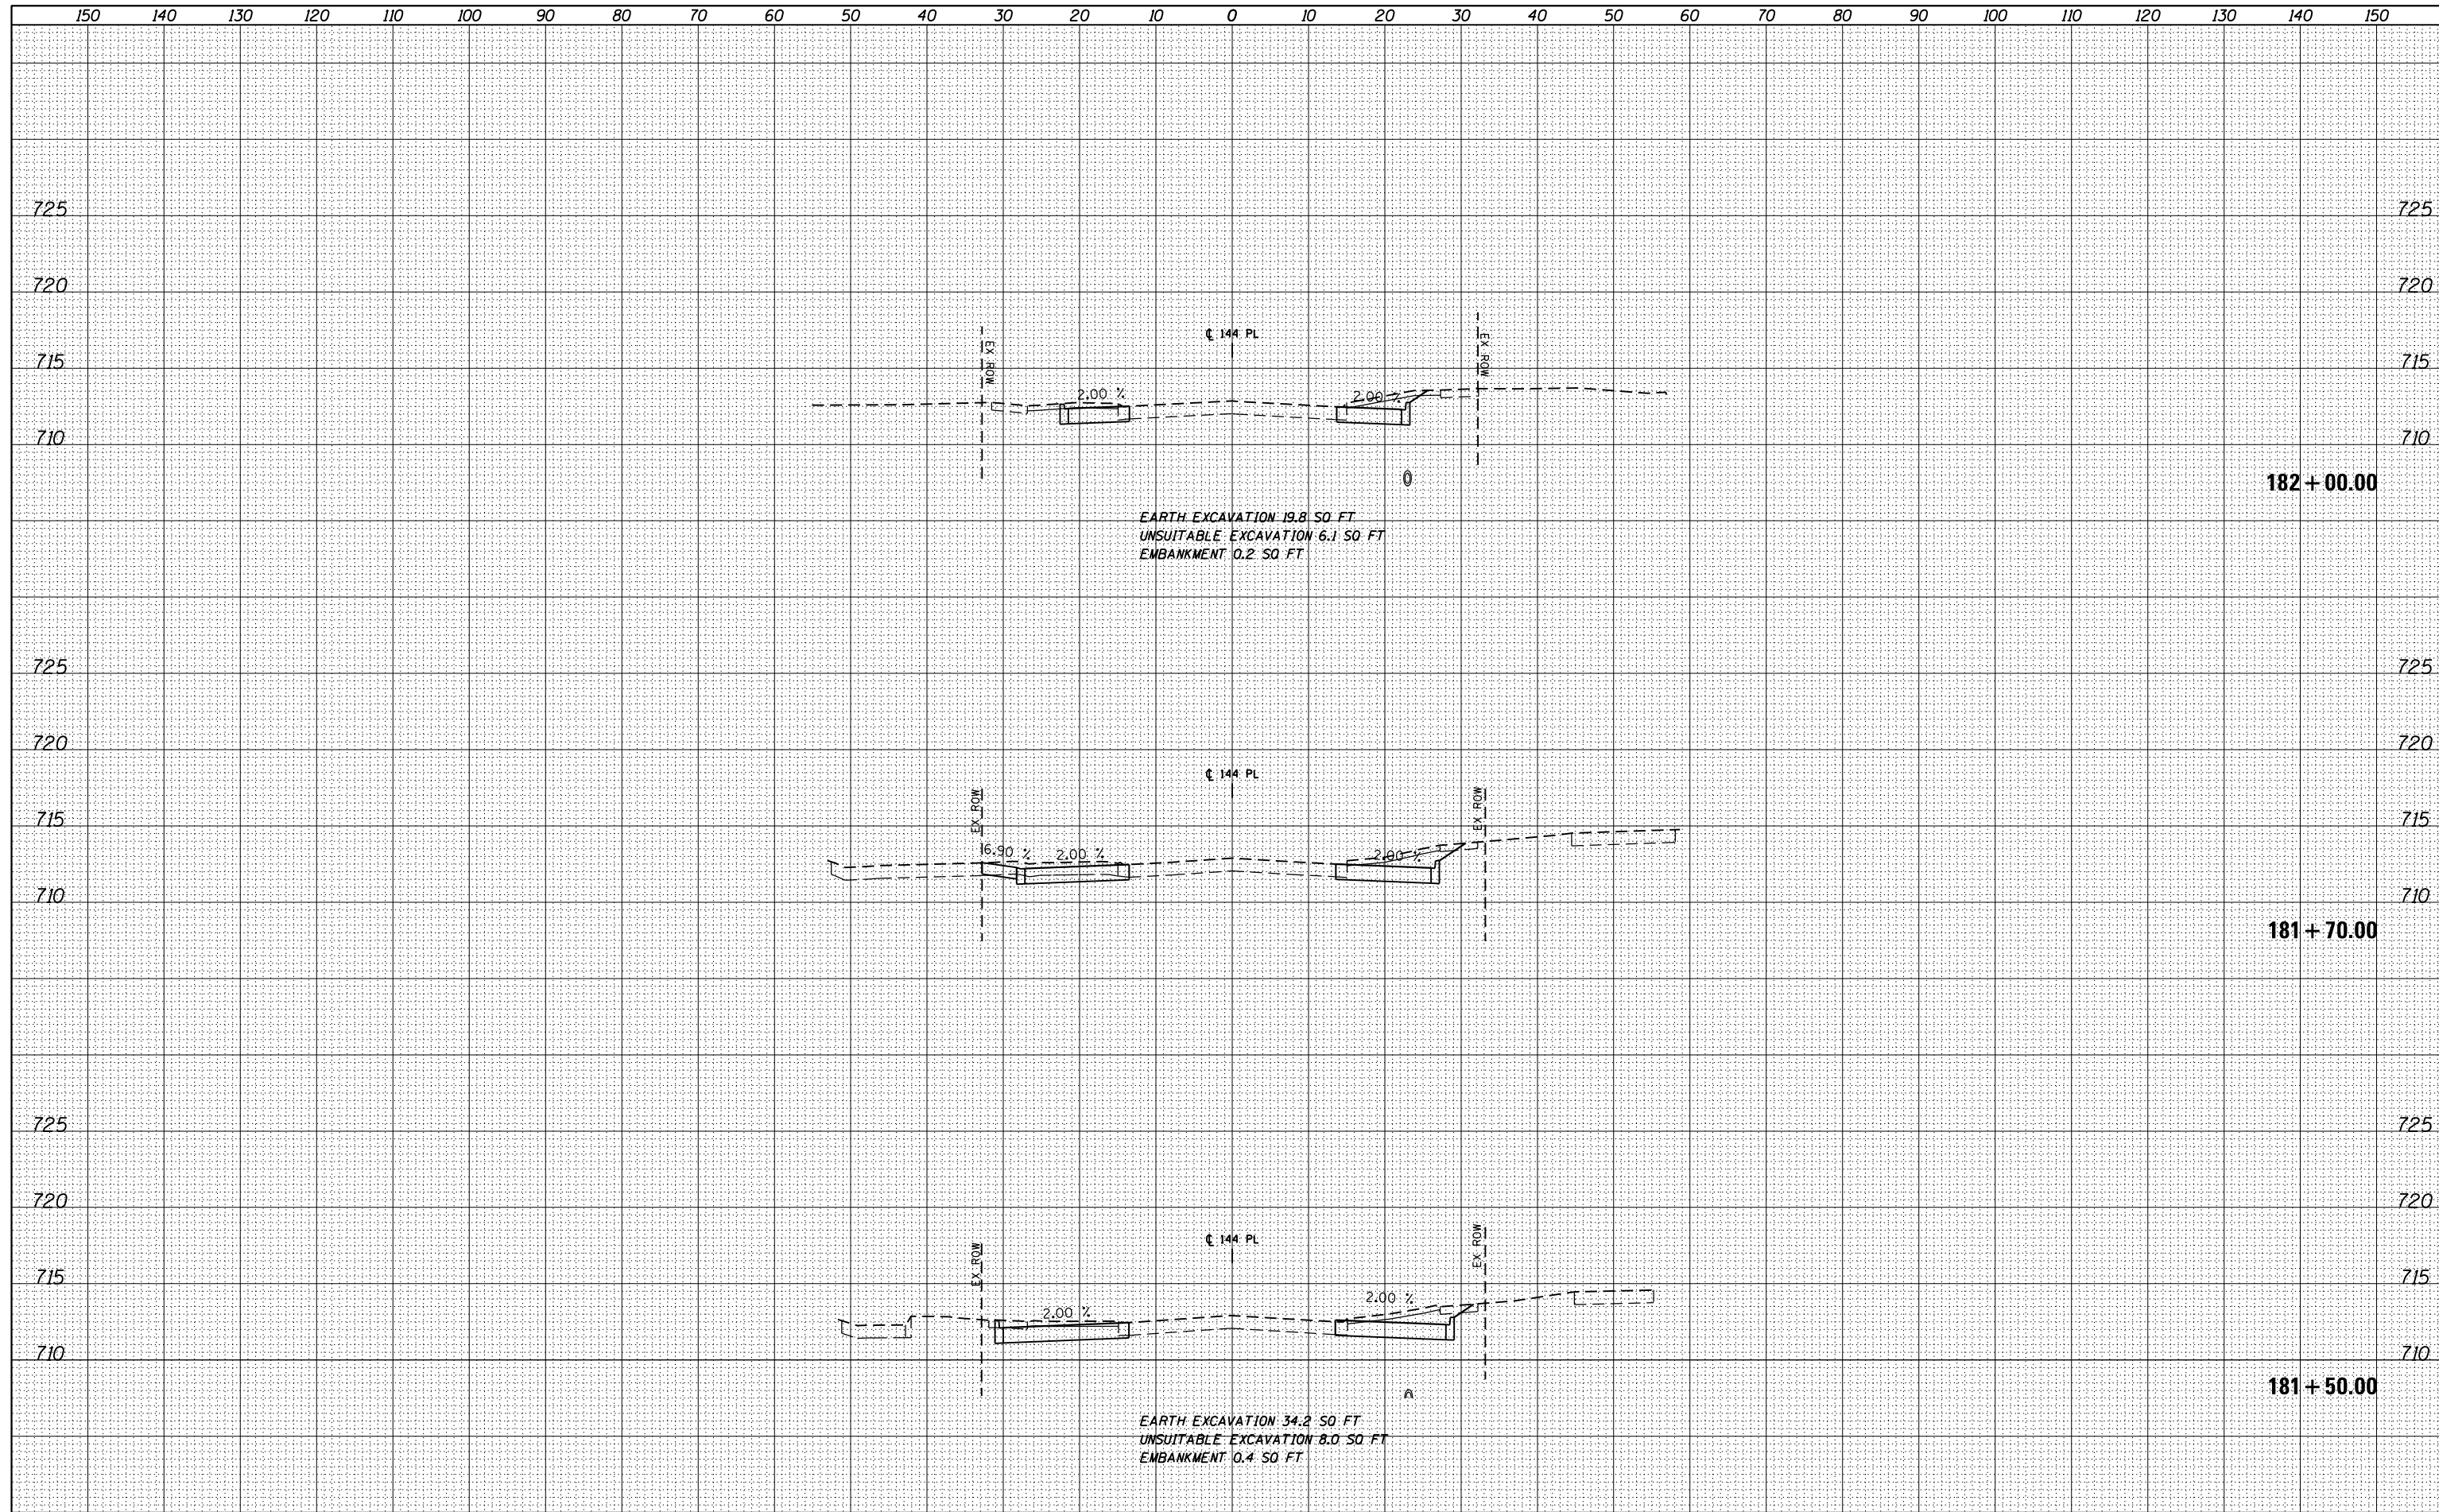 150 140 130 120 110 100 90 80 70 60 50 40 30 20 10 0 10 20 30 40 50 60 70 80 90 100 110 120 130 140 150
725 725
720 720
℄ 144 PL
EX ROW
EX ROW
715 715
2.00 %
2.00 %
710 710
182+00.00
EARTH EXCAVATION 19.8 SQ FT
UNSUITABLE EXCAVATION 6.1 SQ FT
EMBANKMENT 0.2 SQ FT
725 725
720 720
℄ 144 PL
EX ROW
EX ROW
715 715
6.90 %
2.00 %
2.00 %
710 710
181+70.00
725 725
720 720
℄ 144 PL
EX ROW
EX ROW
715 715
2.00 %
2.00 %
710 710
181+50.00
EARTH EXCAVATION 34.2 SQ FT
UNSUITABLE EXCAVATION 8.0 SQ FT
EMBANKMENT 0.4 SQ FT